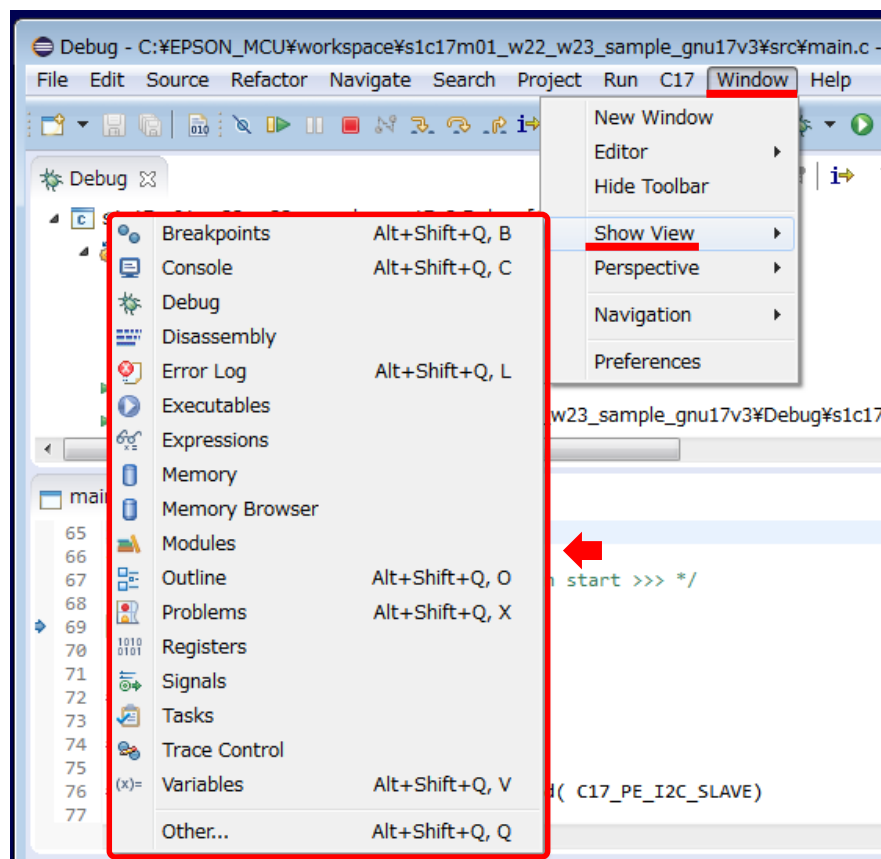 Debug - C:¥EPSON_MCU¥workspace¥s1c17m01_w22_w23_sample_gnu17v3¥src¥main.c -
File Edit Source Refactor Navigate Search Project Run C17 Window Help
New Window
Editor
Hide Toolbar
Show View
Perspective
Navigation
Preferences
Debug
Breakpoints Alt+Shift+Q, B
Console Alt+Shift+Q, C
Debug
Disassembly
Error Log Alt+Shift+Q, L
Executables
Expressions
Memory
Memory Browser
Modules
Outline Alt+Shift+Q, O
Problems Alt+Shift+Q, X
Registers
Signals
Tasks
Trace Control
Variables Alt+Shift+Q, V
Other... Alt+Shift+Q, Q
_w23_sample_gnu17v3¥Debug¥s1c17
mai
65
66
67 start >>> */
68
69
70
71
72
73
74
75
76 ( C17_PE_I2C_SLAVE)
77